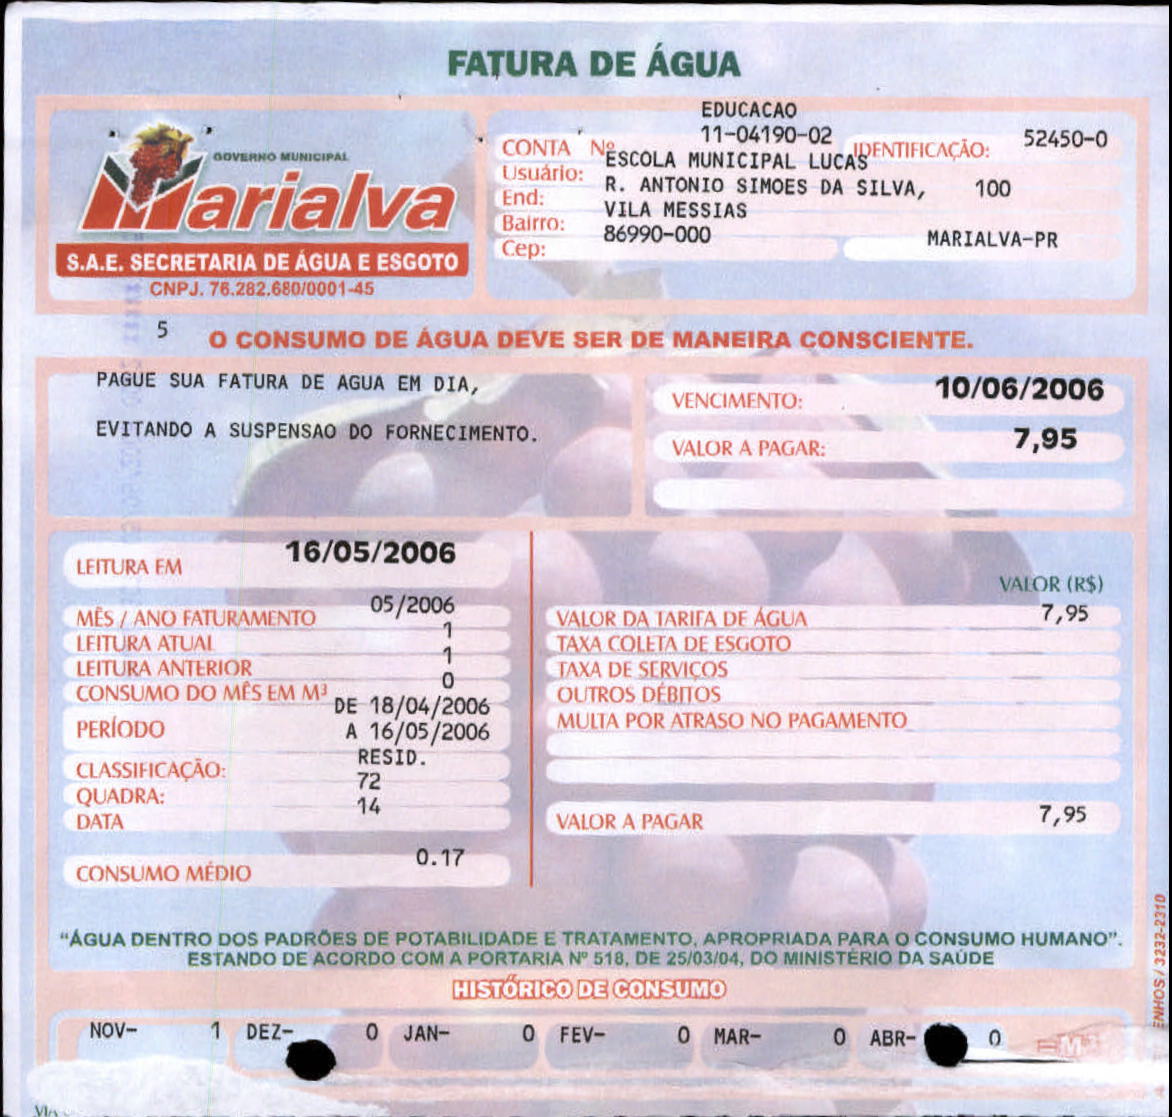 FATURA DE ÁGUA
GOVERNO MUNICIPAL
Marialva
S.A.E. SECRETARIA DE ÁGUA E ESGOTO
CNPJ. 76.282.680/0001-45
EDUCACAO
CONTA Nº 11-04190-02 IDENTIFICAÇÃO: 52450-0
Usuário: ESCOLA MUNICIPAL LUCAS
End: R. ANTONIO SIMOES DA SILVA, 100
Bairro: VILA MESSIAS
Cep: 86990-000 MARIALVA-PR
5
O CONSUMO DE ÁGUA DEVE SER DE MANEIRA CONSCIENTE.
PAGUE SUA FATURA DE AGUA EM DIA,
EVITANDO A SUSPENSAO DO FORNECIMENTO.
VENCIMENTO: 10/06/2006
VALOR A PAGAR: 7,95
LEITURA EM 16/05/2006
MÊS / ANO FATURAMENTO 05/2006
LEITURA ATUAL 1
LEITURA ANTERIOR 1
CONSUMO DO MÊS EM M³ 0
PERÍODO DE 18/04/2006
A 16/05/2006
CLASSIFICAÇÃO: RESID.
QUADRA: 72
DATA 14
CONSUMO MÉDIO 0.17
VALOR (R$)
VALOR DA TARIFA DE ÁGUA 7,95
TAXA COLETA DE ESGOTO
TAXA DE SERVIÇOS
OUTROS DÉBITOS
MULTA POR ATRASO NO PAGAMENTO
VALOR A PAGAR 7,95
"ÁGUA DENTRO DOS PADRÕES DE POTABILIDADE E TRATAMENTO, APROPRIADA PARA O CONSUMO HUMANO".
ESTANDO DE ACORDO COM A PORTARIA Nº 518, DE 25/03/04, DO MINISTÉRIO DA SAÚDE
HISTÓRICO DE CONSUMO
NOV- 1 DEZ- 0 JAN- 0 FEV- 0 MAR- 0 ABR- 0
ENHOS / 3232-2310